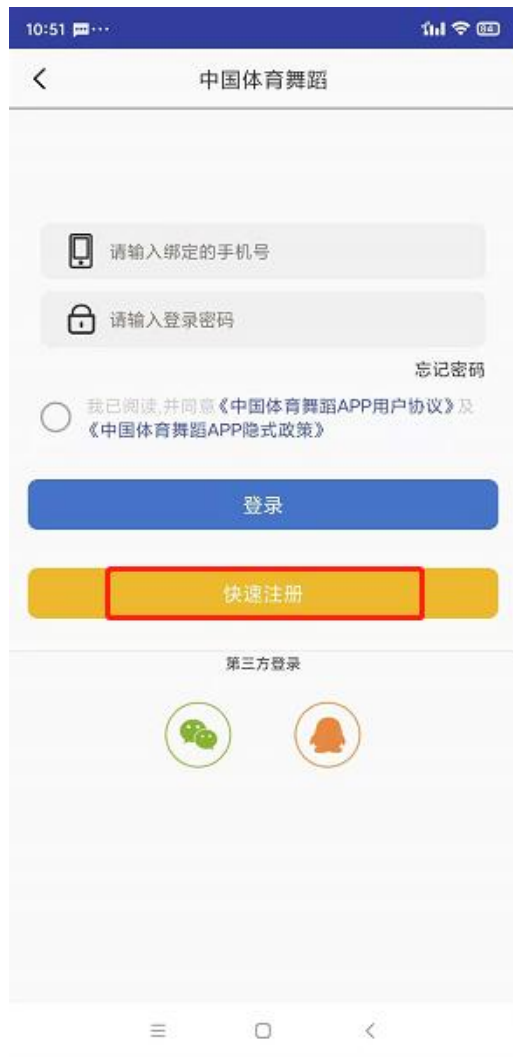 10:51
84
中国体育舞蹈
请输入绑定的手机号
请输入登录密码
忘记密码
我已阅读,并同意《中国体育舞蹈APP用户协议》及
《中国体育舞蹈APP隐式政策》
登录
快速注册
第三方登录